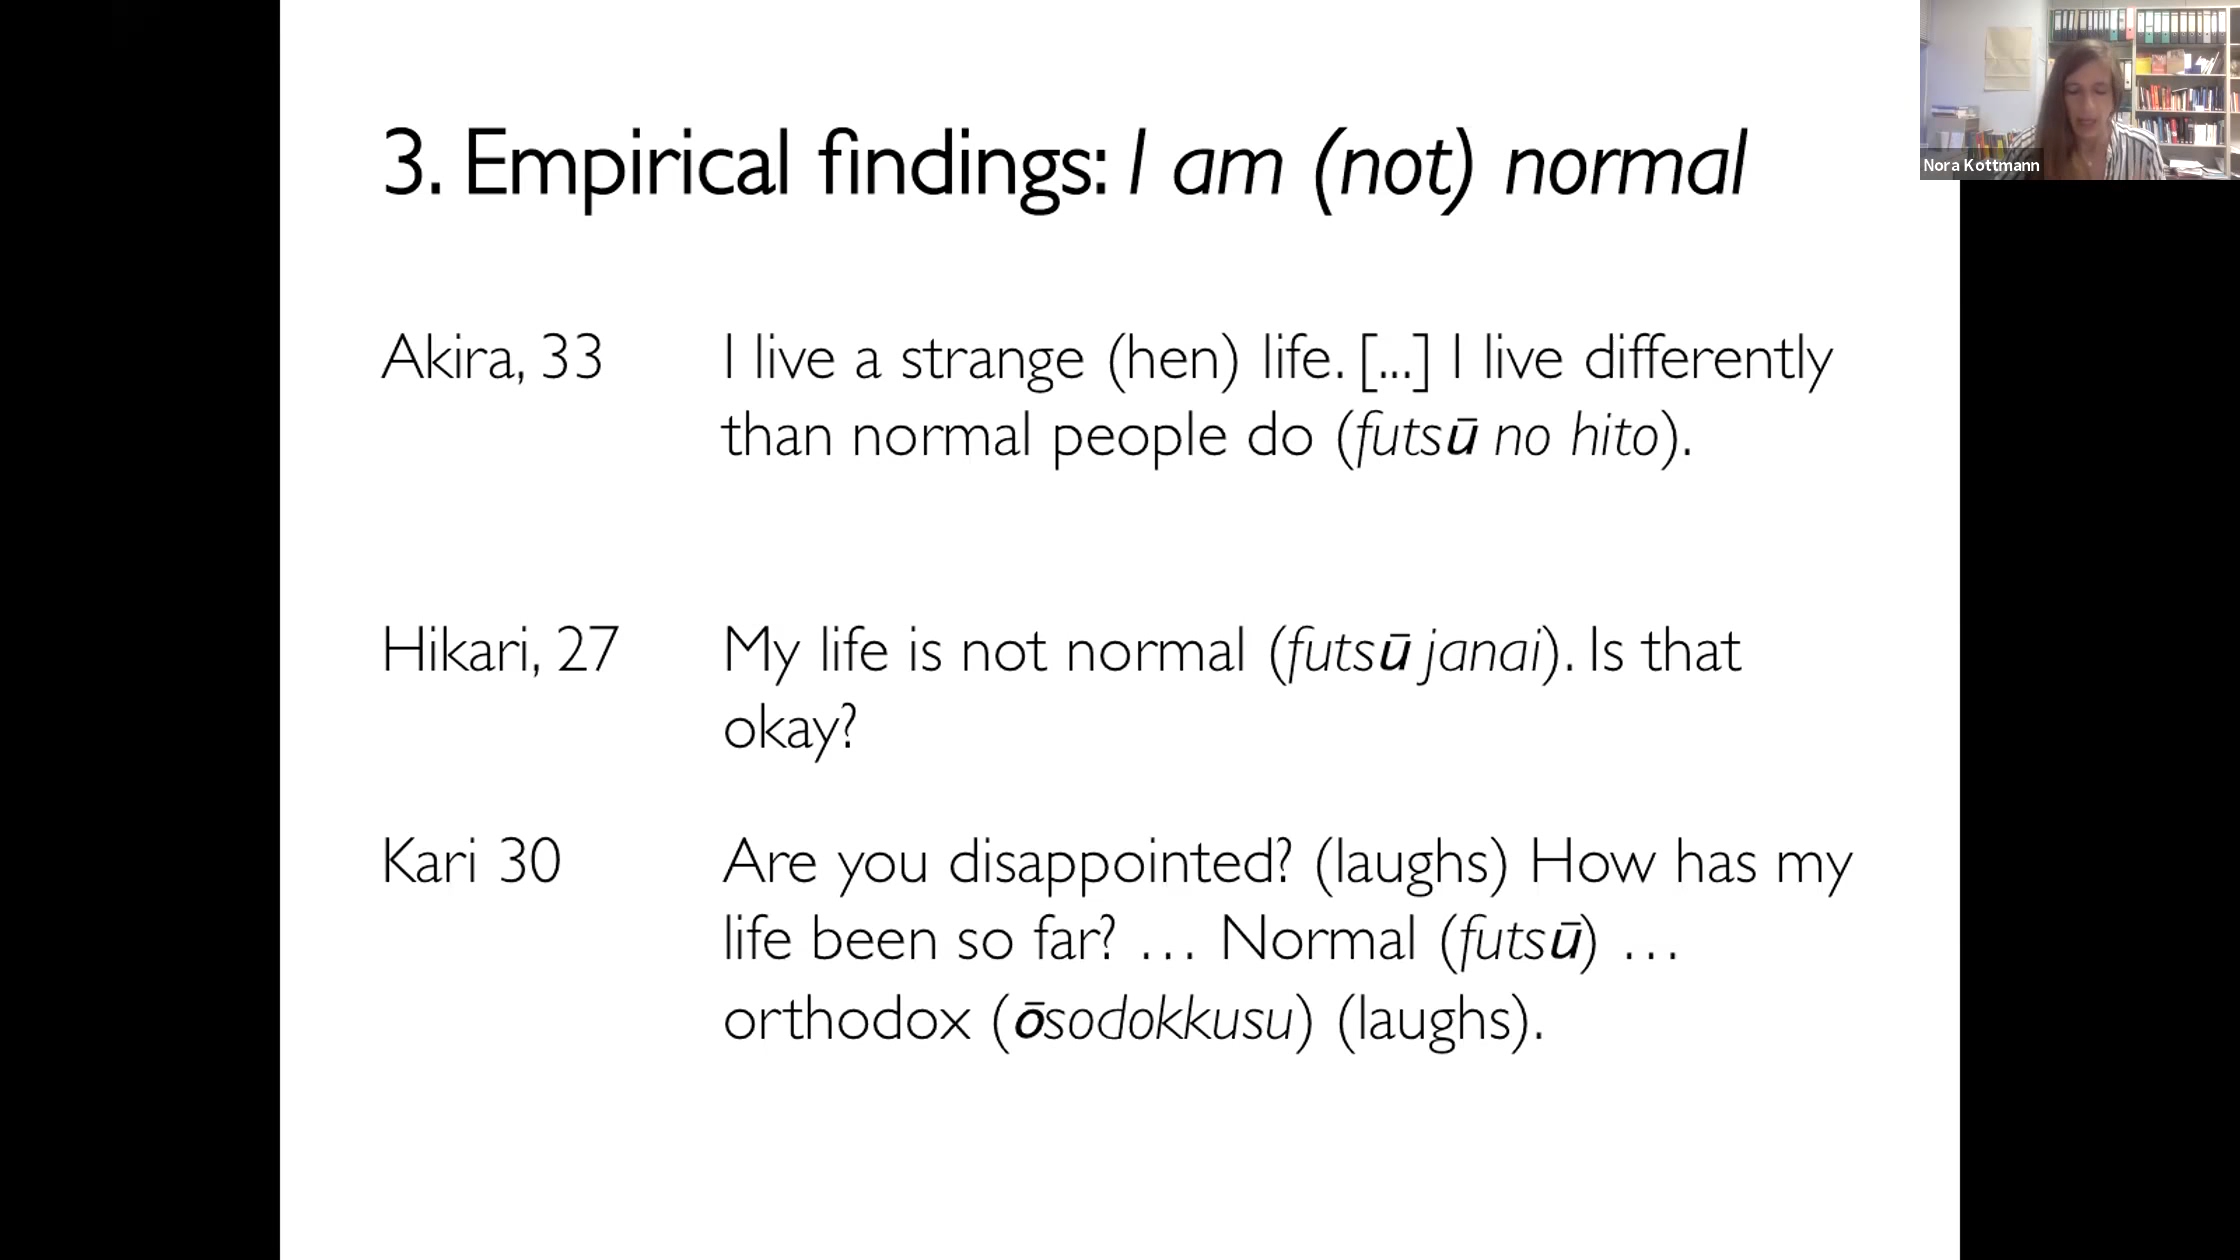 3. Empirical findings: I am (not) normal
Nora Kottmann
Akira, 33
I live a strange (hen) life. [...] I live differently
than normal people do (futsū no hito).
Hikari, 27
My life is not normal (futsū janai). Is that
okay?
Kari 30
Are you disappointed? (laughs) How has my
life been so far? … Normal (futsū) …
orthodox (ōsodokkusu) (laughs).